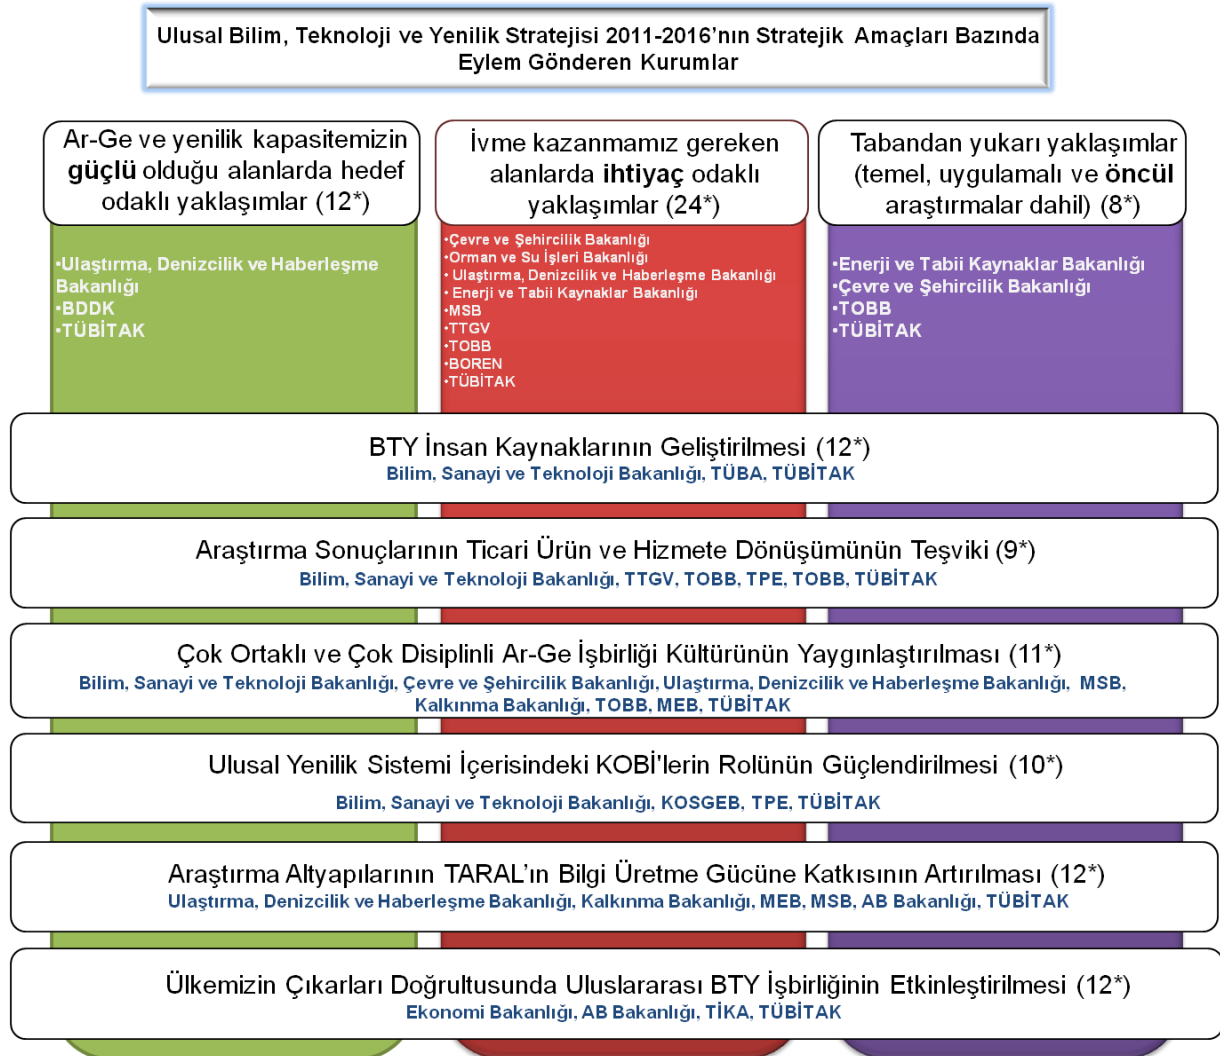 Ulusal Bilim, Teknoloji ve Yenilik Stratejisi 2011-2016’nın Stratejik Amaçları Bazında
Eylem Gönderen Kurumlar
Ar-Ge ve yenilik kapasitemizin
güçlü olduğu alanlarda hedef
odaklı yaklaşımlar (12*)
•Ulaştırma, Denizcilik ve Haberleşme
Bakanlığı
•BDDK
•TÜBİTAK
İvme kazanmamız gereken
alanlarda ihtiyaç odaklı
yaklaşımlar (24*)
•Çevre ve Şehircilik Bakanlığı
•Orman ve Su İşleri Bakanlığı
• Ulaştırma, Denizcilik ve Haberleşme Bakanlığı
• Enerji ve Tabii Kaynaklar Bakanlığı
•MSB
•TTGV
•TOBB
•BOREN
•TÜBİTAK
Tabandan yukarı yaklaşımlar
(temel, uygulamalı ve öncül
araştırmalar dahil) (8*)
•Enerji ve Tabii Kaynaklar Bakanlığı
•Çevre ve Şehircilik Bakanlığı
•TOBB
•TÜBİTAK
BTY İnsan Kaynaklarının Geliştirilmesi (12*)
Bilim, Sanayi ve Teknoloji Bakanlığı, TÜBA, TÜBİTAK
Araştırma Sonuçlarının Ticari Ürün ve Hizmete Dönüşümünün Teşviki (9*)
Bilim, Sanayi ve Teknoloji Bakanlığı, TTGV, TOBB, TPE, TOBB, TÜBİTAK
Çok Ortaklı ve Çok Disiplinli Ar-Ge İşbirliği Kültürünün Yaygınlaştırılması (11*)
Bilim, Sanayi ve Teknoloji Bakanlığı, Çevre ve Şehircilik Bakanlığı, Ulaştırma, Denizcilik ve Haberleşme Bakanlığı, MSB,
Kalkınma Bakanlığı, TOBB, MEB, TÜBİTAK
Ulusal Yenilik Sistemi İçerisindeki KOBİ'lerin Rolünün Güçlendirilmesi (10*)
Bilim, Sanayi ve Teknoloji Bakanlığı, KOSGEB, TPE, TÜBİTAK
Araştırma Altyapılarının TARAL’ın Bilgi Üretme Gücüne Katkısının Artırılması (12*)
Ulaştırma, Denizcilik ve Haberleşme Bakanlığı, Kalkınma Bakanlığı, MEB, MSB, AB Bakanlığı, TÜBİTAK
Ülkemizin Çıkarları Doğrultusunda Uluslararası BTY İşbirliğinin Etkinleştirilmesi (12*)
Ekonomi Bakanlığı, AB Bakanlığı, TİKA, TÜBİTAK